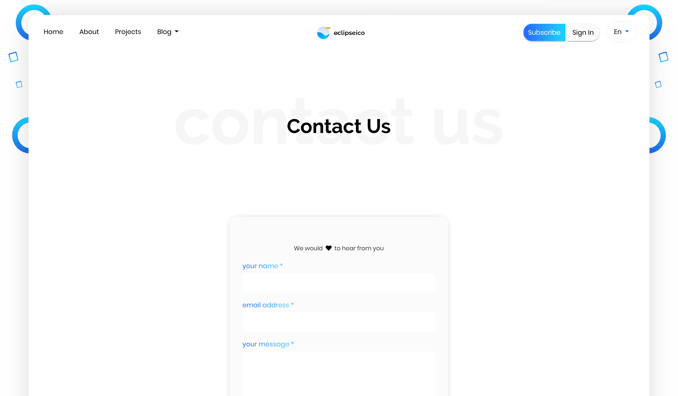 Home About Projects Blog eclipseico Subscribe Sign In En
contact us
Contact Us
We would ♥ to hear from you
your name *
email address *
your message *